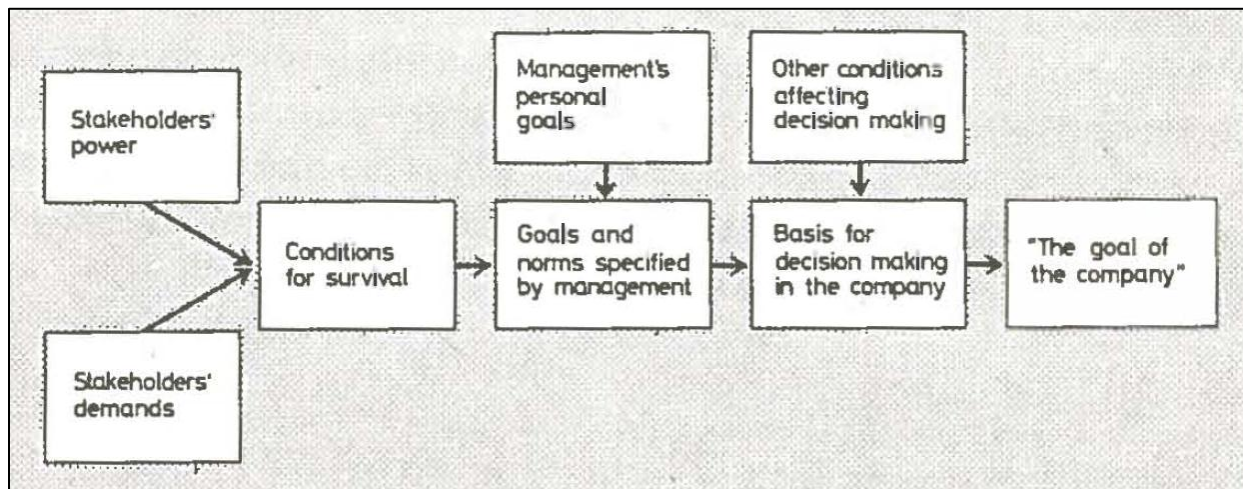 Stakeholders'
power
Stakeholders'
demands
Conditions
for survival
Management's
personal
goals
Goals and
norms specified
by management
Other conditions
affecting
decision making
Basis for
decision making
in the company
"The goal of
the company"